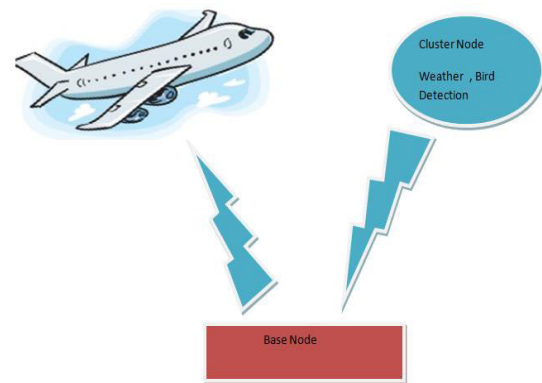 Cluster Node
Weather , Bird
Detection
Base Node